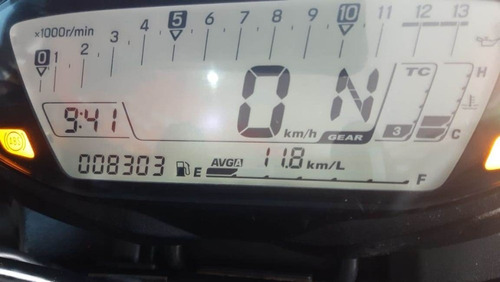 x1000r/min 0 1 2 3 4 5 6 7 8 9 10 11 12 13
TC H
0 km/h N GEAR 3 C
9:41
ABS
008303 E AVG A 11.8 km/L F